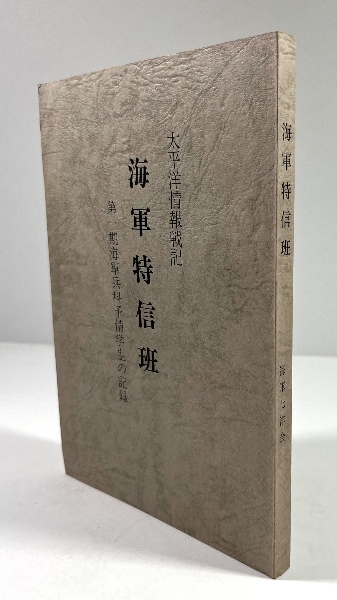 太平洋情報戦記
海軍特信班
第一期海軍兵科予備学生の記録
海軍特信班